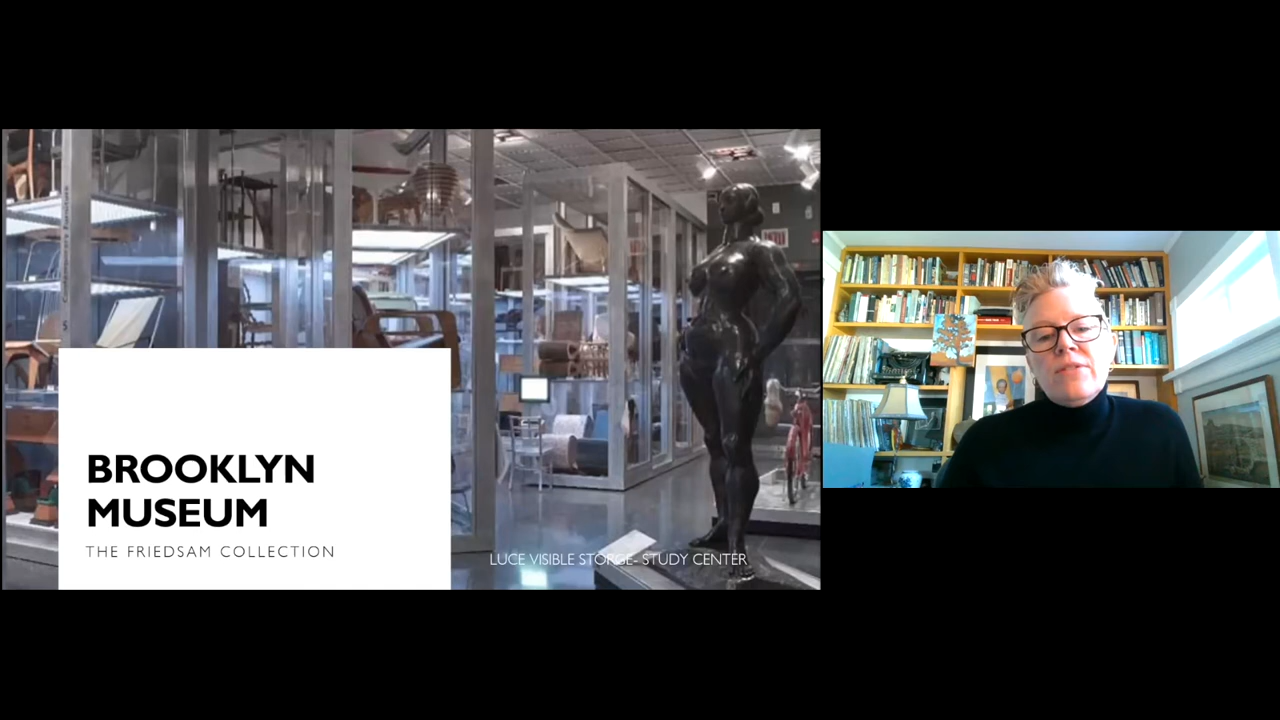 BROOKLYN
MUSEUM
THE FRIEDSAM COLLECTION
LUCE VISIBLE STORGE- STUDY CENTER